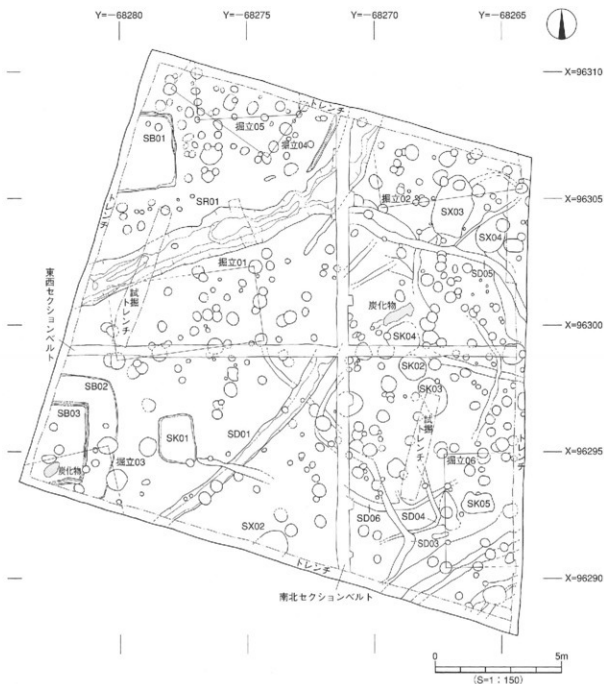 Y=-68280
Y=-68275
Y=-68270
Y=-68265
X=96310
トレンチ
掘立05
掘立04
SB01
トレンチ
SR01
掘立02
SX03
X=96305
SX04
掘立01
SD05
東西セクションベルト
試掘トレンチ
炭化物
X=96300
SK04
SK02
SB02
SK03
SB03
SK01
SD01
試掘トレンチ
トレンチ
X=96295
炭化物
掘立03
掘立06
SX02
SD06
SD04
SK05
SD03
トレンチ
南北セクションベルト
X=96290
0
5m
(S=1:150)